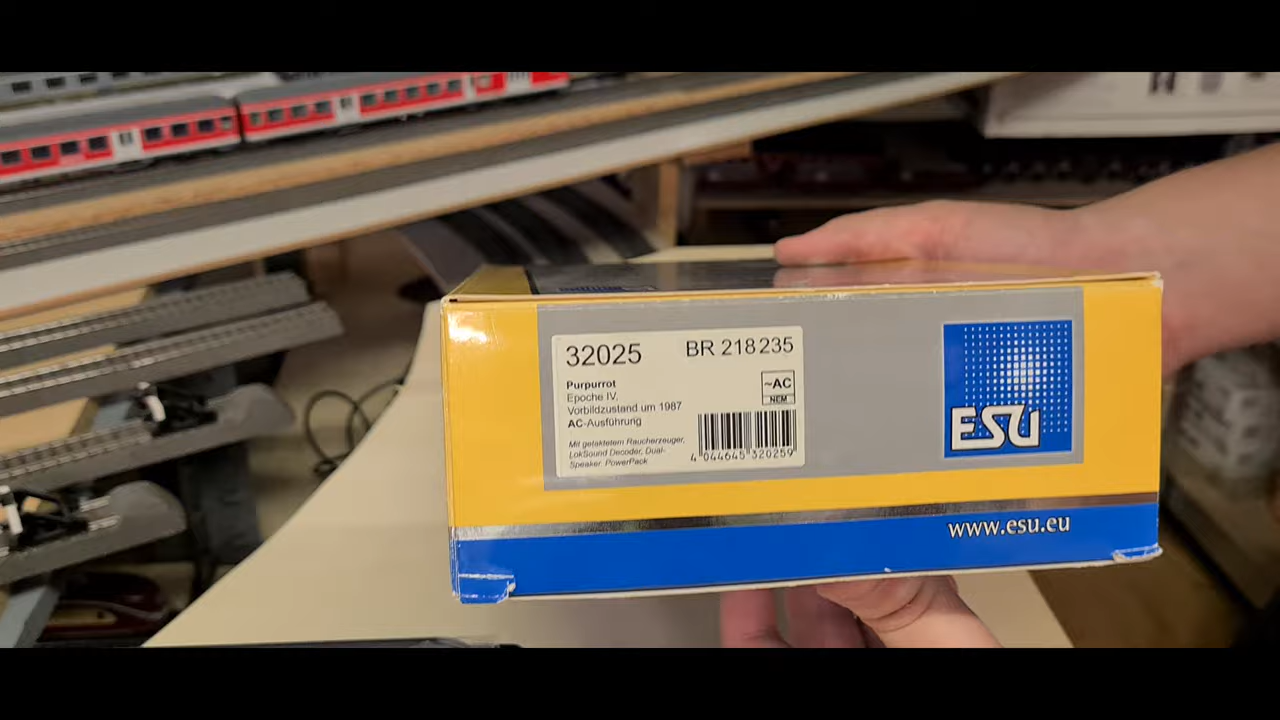 32025
BR 218 235
Purpurrot
Epoche IV,
Vorbildzustand um 1987
AC-Ausführung
~AC
NEM
Mit getaktetem Raucherzeuger,
LokSound Decoder, Dual-
Speaker, PowerPack
4 044645 320259
ESU
www.esu.eu